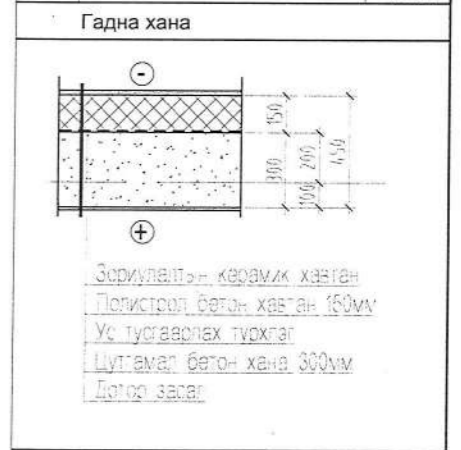 Гадна хана
-
150
300
200
100
450
+
Зориулалтын керамик хавтан
Полистрол бетон хавтан 150мм
Ус тусгаарлах түрхлэг
Цутгамал бетон хана 300мм
Дотор засал